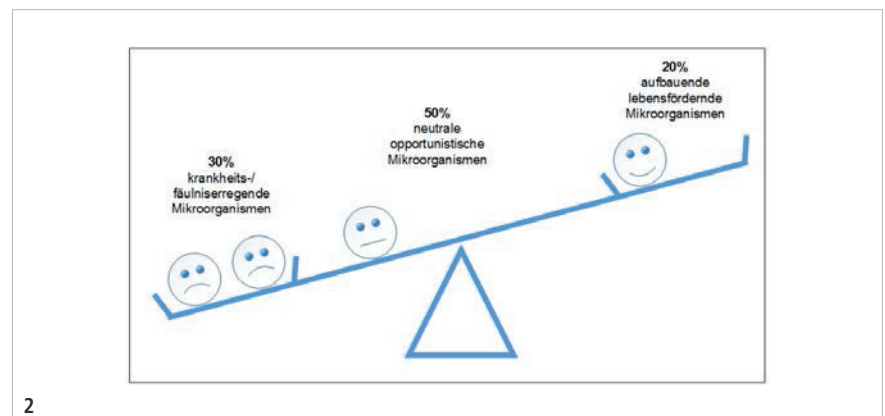 20%
aufbauende
lebensfördernde
Mikroorganismen
50%
neutrale
opportunistische
Mikroorganismen
30%
krankheits-/
fäulniserregende
Mikroorganismen
2